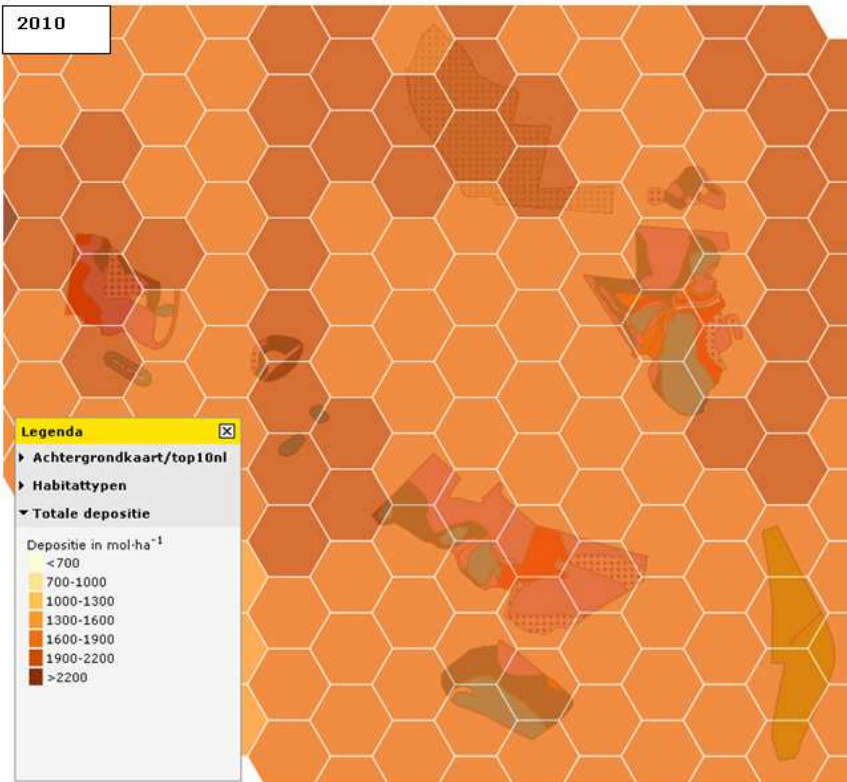 2010
Legenda
Achtergrondkaart/top10nl
Habitattypen
Totale depositie
Depositie in mol·ha⁻¹
<700
700-1000
1000-1300
1300-1600
1600-1900
1900-2200
>2200